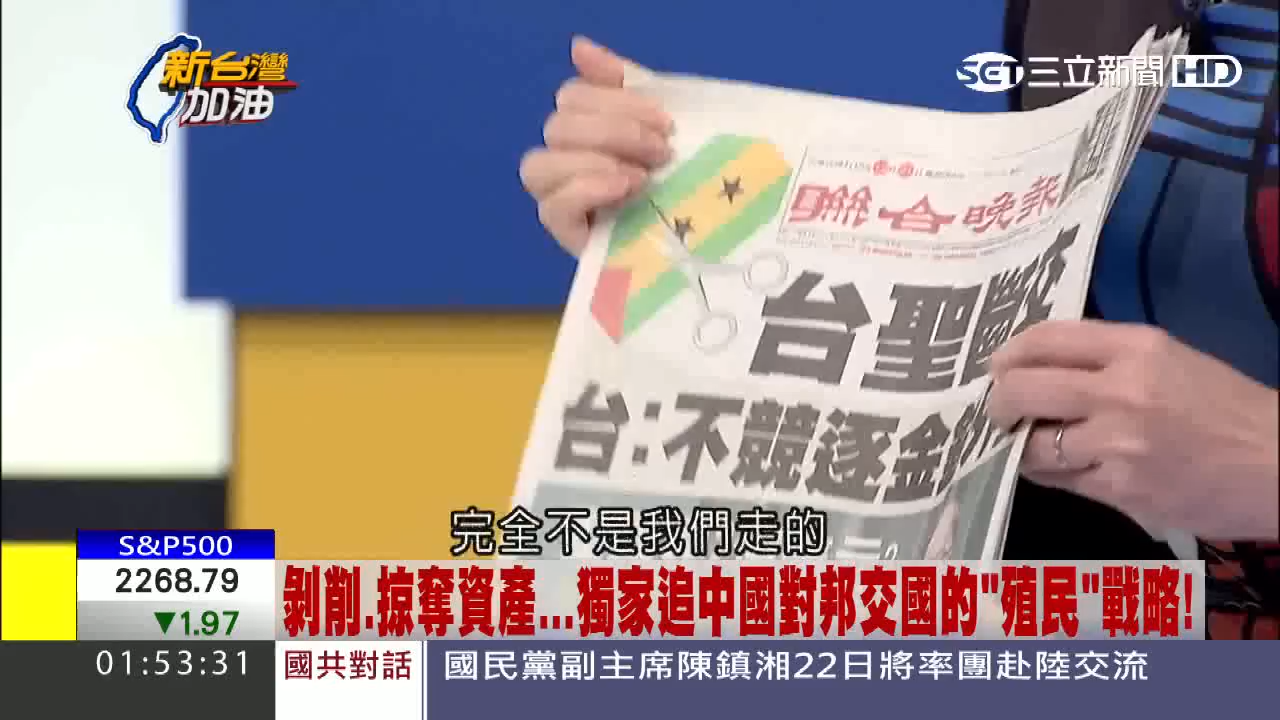 新台灣
加油
SET三立新聞HD
聯合晚報
台聖斷交
台：不競逐金
完全不是我們走的
S&P500
2268.79
▼1.97
剝削.掠奪資產...獨家追中國對邦交國的"殖民"戰略!
01:53:31
國共對話
國民黨副主席陳鎮湘22日將率團赴陸交流